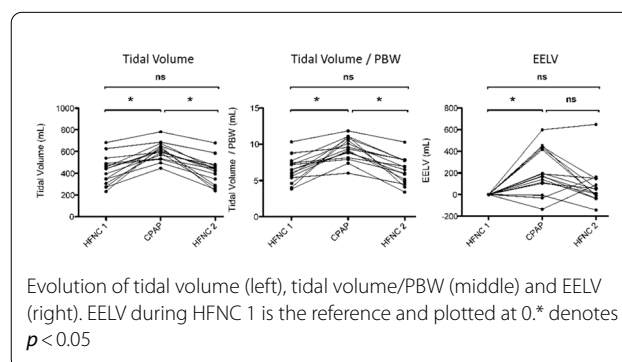 Tidal Volume Tidal Volume / PBW EELV
ns ns ns
* * * * * ns
Tidal Volume (mL)
1000
800
600
400
200
0
HFNC 1 CPAP HFNC 2
Tidal Volume / PBW (mL)
15
10
5
0
HFNC 1 CPAP HFNC 2
EELV (mL)
800
600
400
200
0
-200
HFNC 1 CPAP HFNC 2
Evolution of tidal volume (left), tidal volume/PBW (middle) and EELV
(right). EELV during HFNC 1 is the reference and plotted at 0.* denotes
p < 0.05